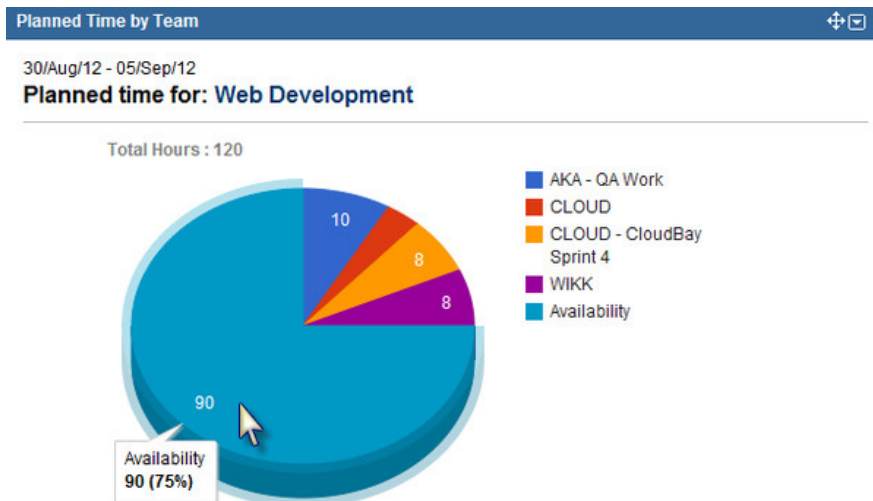 Planned Time by Team
30/Aug/12 - 05/Sep/12
Planned time for: Web Development
Total Hours : 120
10
8
8
90
Availability
90 (75%)
AKA - QA Work
CLOUD
CLOUD - CloudBay
Sprint 4
WIKK
Availability